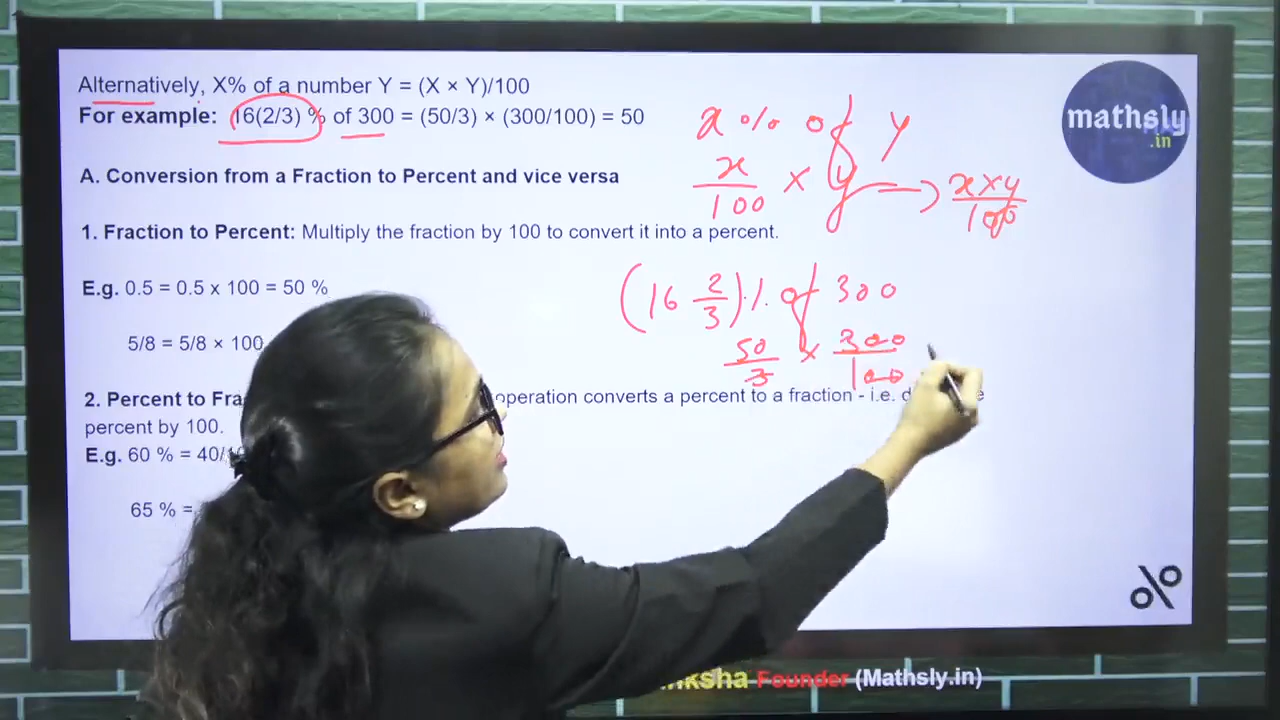 Alternatively, X% of a number Y = (X × Y)/100
For example: 16(2/3) % of 300 = (50/3) × (300/100) = 50
A. Conversion from a Fraction to Percent and vice versa
1. Fraction to Percent: Multiply the fraction by 100 to convert it into a percent.
E.g. 0.5 = 0.5 x 100 = 50 %
5/8 = 5/8 × 100
2. Percent to operation converts a percent to a fraction - i.e.
percent by 100.
E.g. 60 % = 40/
65 % =
x % of y
x/100 × y → x×y/100
(16 2/3) % of 300
50/3 × 300/100
mathsly
.in
%
Founder (Mathsly.in)